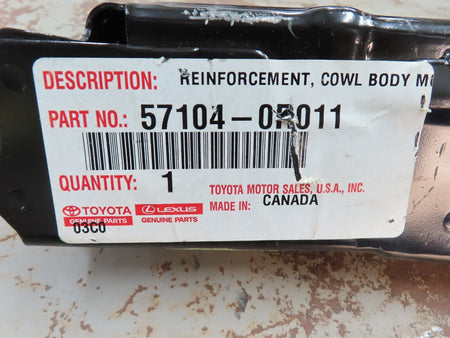 DESCRIPTION: REINFORCEMENT, COWL BODY MO
PART NO.: 57104-0R011
QUANTITY: 1
TOYOTA MOTOR SALES, U.S.A., INC.
MADE IN: CANADA
TOYOTA LEXUS
GENUINE PARTS GENUINE PARTS
03C0